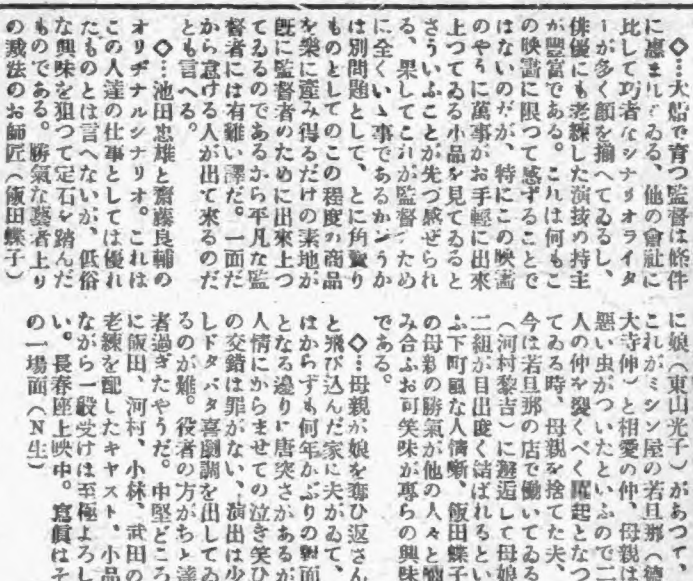 ◇…大船で育つ監督は條件
に惠まれてゐる、他の會社に
比して巧者なシナリオライタ
ーが多く顏を揃へてゐるし、
俳優にも老練した演技の持主
が豐富である。これは何もこ
の映畵に限つて感ずることで
はないのだが、特にこの映畵
のやうに萬事がお手輕に出來
上つてゐる小品を見てゐると
さういふことが先づ感ぜられ
る、果してこれが監督のため
に全くいゝ事であるかどうか
は別問題として、とに角賣り
ものとしてのこの程度の商品
を樂に產み得るだけの素地が
既に監督者のために出來上つ
てゐるのであるから平凡な監
督者には有難い譯だ。一面だ
から怠ける人が出て來るのだ
とも言へる。
◇…池田忠雄と齋藤良輔の
オリヂナルシナリオ。これは
この人達の仕事としては優れ
たものとは言へないが、低俗
な興味を狙つて定石を踏んだ
ものである。勝氣な藝者上り
の裁法のお師匠（飯田蝶子）
に娘（東山光子）があつて、
これがミシン屋の若旦那（德
大寺伸）と相愛の仲、母親は
悪い虫がついたといふので二
人の仲を裂くべく躍起となつ
てゐる時、母親を捨てた夫、
今は若旦那の店で働いてゐる
（河村黎吉）に邂逅して母娘
二組が目出度く結ばれるとい
ふ下町風な人情噺、飯田蝶子
の母親の勝氣が他の人々と
み合ふお可笑味が專らの興味
である。
◇…母親が娘を奪ひ返さん
と飛び込んだ家に夫がゐて、
はからずも何年かぶりの對面
となる邊りに唐突さがあるが
人情にからませての泣き笑ひ
の交錯は罪がない、演出は少
しドタバタ喜劇調を出してゐ
るのが難。役者の方がちと達
者過ぎたやうだ。中堅どころ
に飯田、河村、小林、武田の
老練を配したキヤスト、小品
ながら一般受けは至極よろし
い。長春座上映中。寫眞はそ
の一場面（Ｎ生）